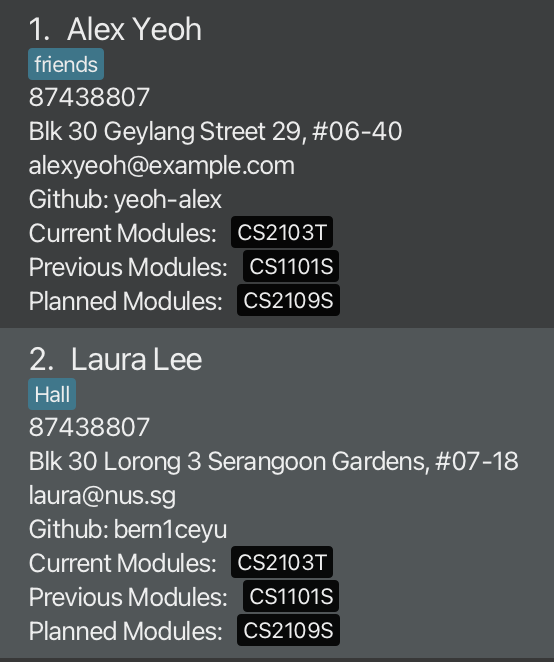 1. Alex Yeoh
friends
87438807
Blk 30 Geylang Street 29, #06-40
alexyeoh@example.com
Github: yeoh-alex
Current Modules: CS2103T
Previous Modules: CS1101S
Planned Modules: CS2109S
2. Laura Lee
Hall
87438807
Blk 30 Lorong 3 Serangoon Gardens, #07-18
laura@nus.sg
Github: bern1ceyu
Current Modules: CS2103T
Previous Modules: CS1101S
Planned Modules: CS2109S